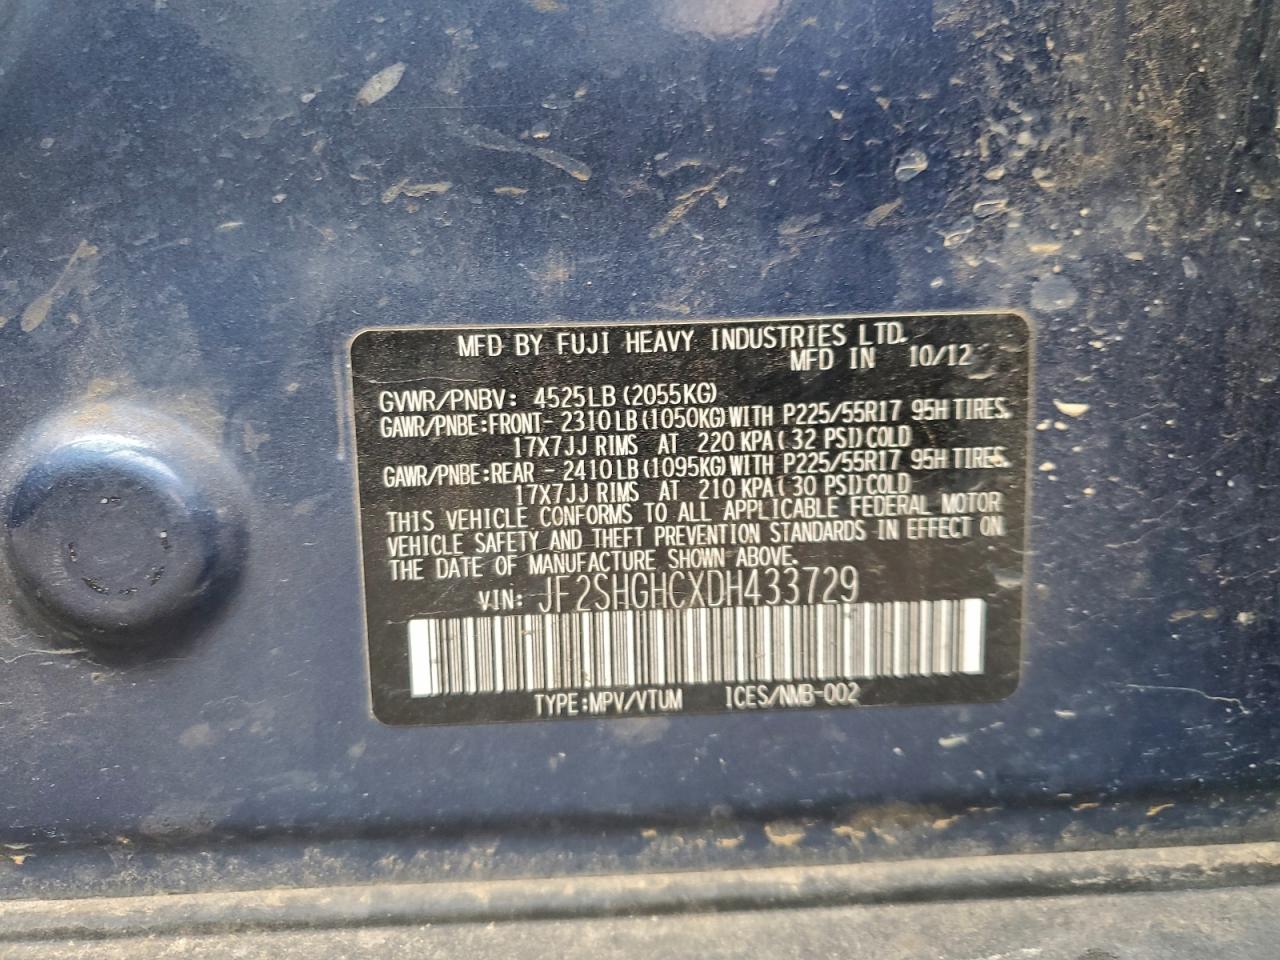 MFD BY FUJI HEAVY INDUSTRIES LTD.
MFD IN 10/12
GVWR/PNBV: 4525LB (2055KG)
GAWR/PNBE:FRONT- 2310LB (1050KG) WITH P225/55R17 95H TIRES.
17X7JJ RIMS AT 220 KPA ( 32 PSI) COLD
GAWR/PNBE:REAR - 2410LB (1095KG) WITH P225/55R17 95H TIRES.
17X7JJ RIMS AT 210 KPA ( 30 PSI) COLD
THIS VEHICLE CONFORMS TO ALL APPLICABLE FEDERAL MOTOR
VEHICLE SAFETY AND THEFT PREVENTION STANDARDS IN EFFECT ON
THE DATE OF MANUFACTURE SHOWN ABOVE.
VIN: JF2SHGHCXDH433729
TYPE:MPV/VTUM ICES/NMB-002